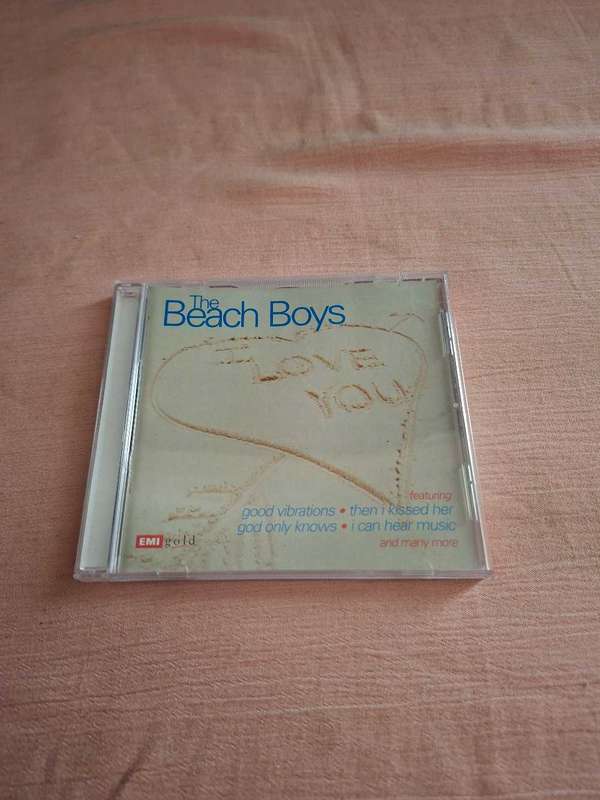 The
Beach Boys
I
LOVE
YOU
featuring:
good vibrations • then i kissed her
god only knows • i can hear music
and many more
EMI gold